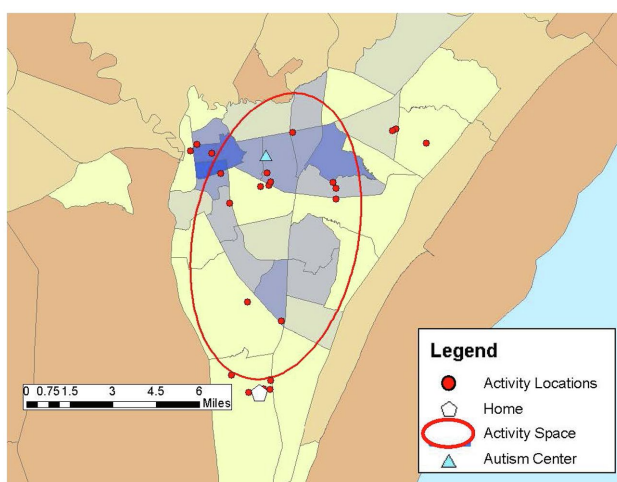 0 0.75 1.5 3 4.5 6
Miles
Legend
Activity Locations
Home
Activity Space
Autism Center